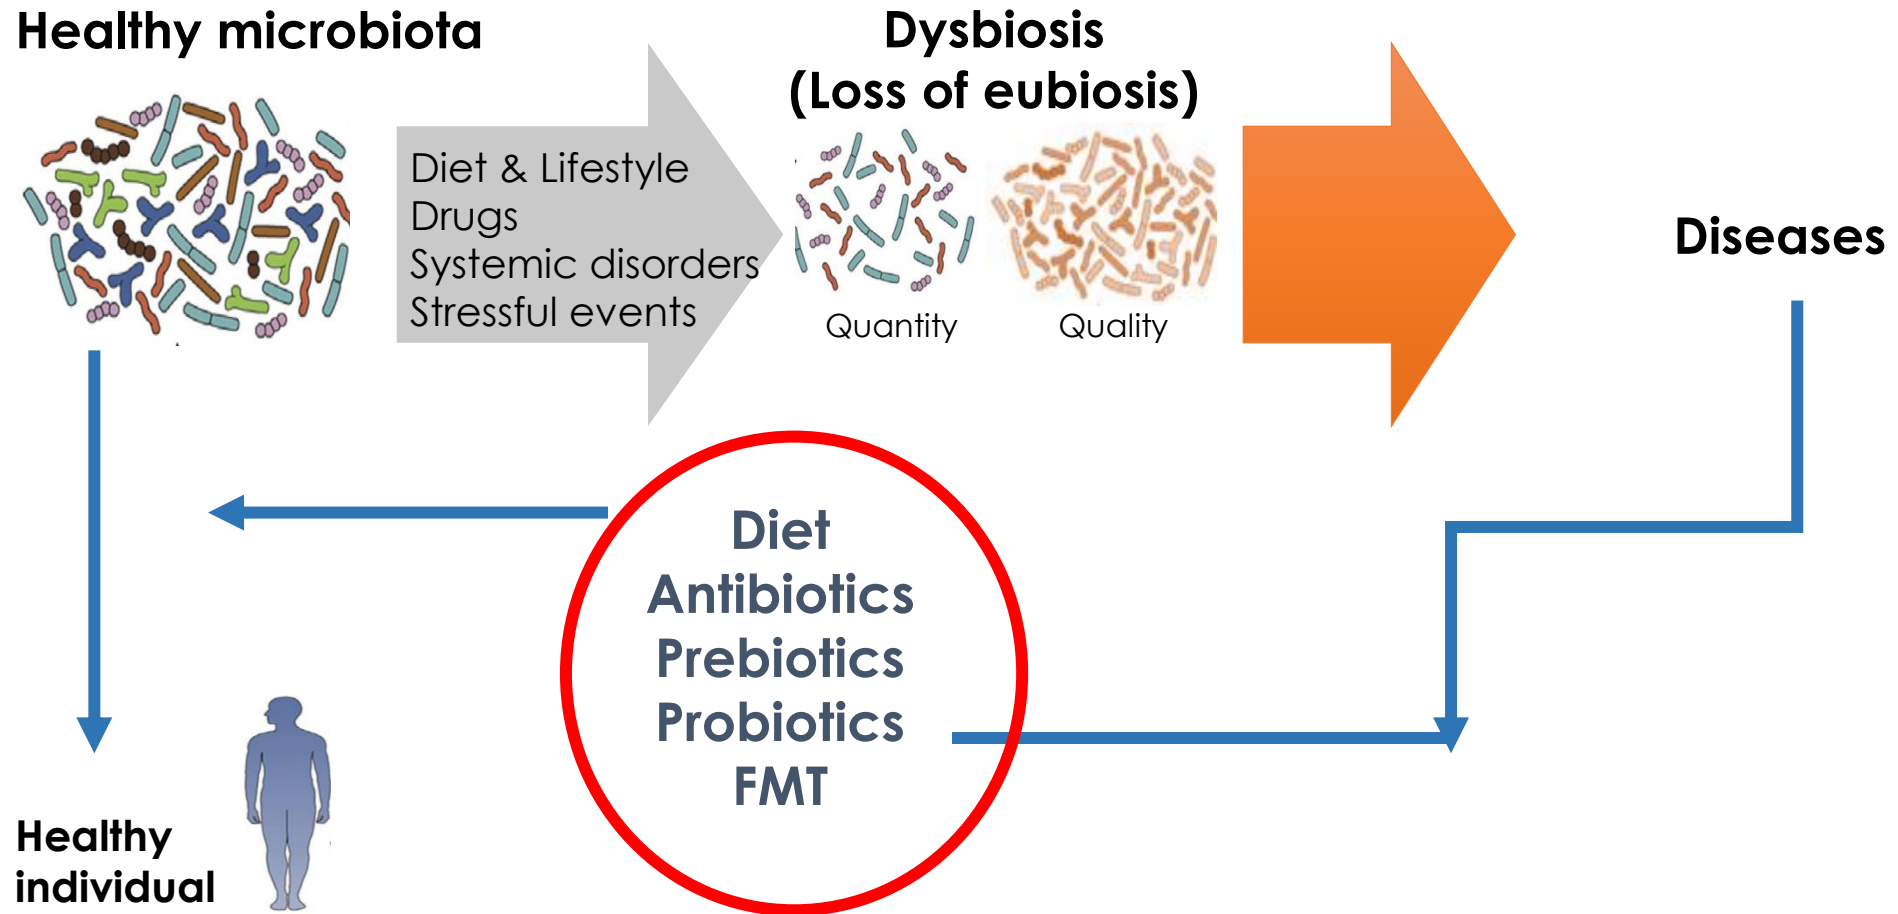 Healthy microbiota
Dysbiosis
(Loss of eubiosis)
Diet & Lifestyle
Drugs
Systemic disorders
Stressful events
Quantity
Quality
Diseases
Diet
Antibiotics
Prebiotics
Probiotics
FMT
Healthy
individual